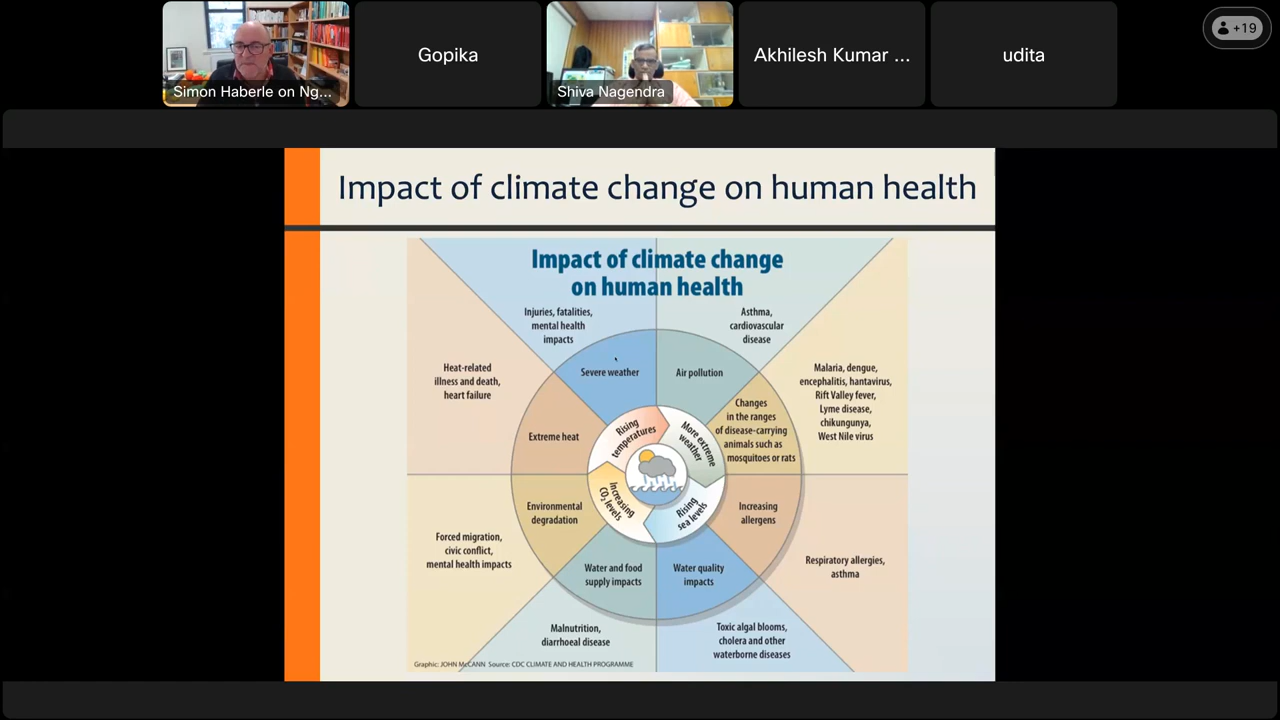 Simon Haberle on Ng...
Gopika
Shiva Nagendra
Akhilesh Kumar ...
udita
+19
Impact of climate change on human health
Impact of climate change
on human health
Injuries, fatalities,
mental health
impacts
Asthma,
cardiovascular
disease
Heat-related
illness and death,
heart failure
Malaria, dengue,
encephalitis, hantavirus,
Rift Valley fever,
Lyme disease,
chikungunya,
West Nile virus
Severe weather
Air pollution
Extreme heat
Changes
in the ranges
of disease-carrying
animals such as
mosquitoes or rats
Rising
temperatures
More extreme
weather
Increasing
CO2 levels
Rising
sea levels
Environmental
degradation
Increasing
allergens
Forced migration,
civic conflict,
mental health impacts
Respiratory allergies,
asthma
Water and food
supply impacts
Water quality
impacts
Malnutrition,
diarrhoeal disease
Toxic algal blooms,
cholera and other
waterborne diseases
Graphic: JOHN McCANN Source: CDC CLIMATE AND HEALTH PROGRAMME